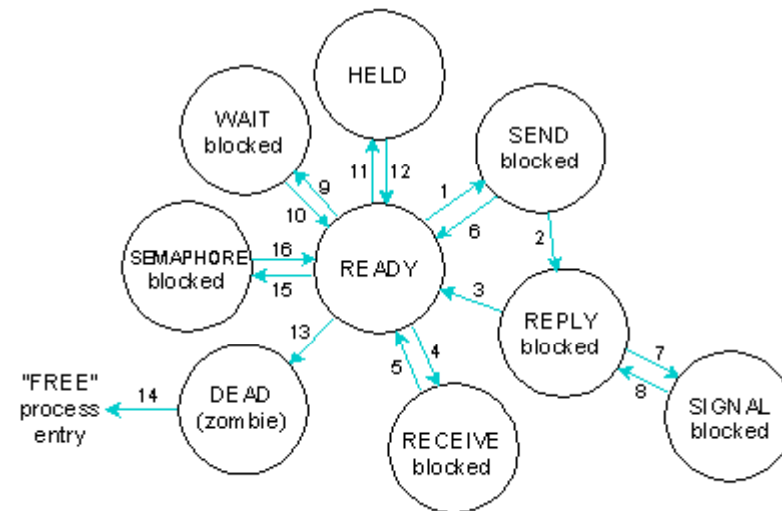 HELD
WAIT
blocked
SEND
blocked
9
11
12
1
10
6
2
SEMAPHORE
blocked
16
15
READY
3
REPLY
blocked
13
5
4
7
8
"FREE"
process
entry
14
DEAD
(zombie)
RECEIVE
blocked
SIGNAL
blocked